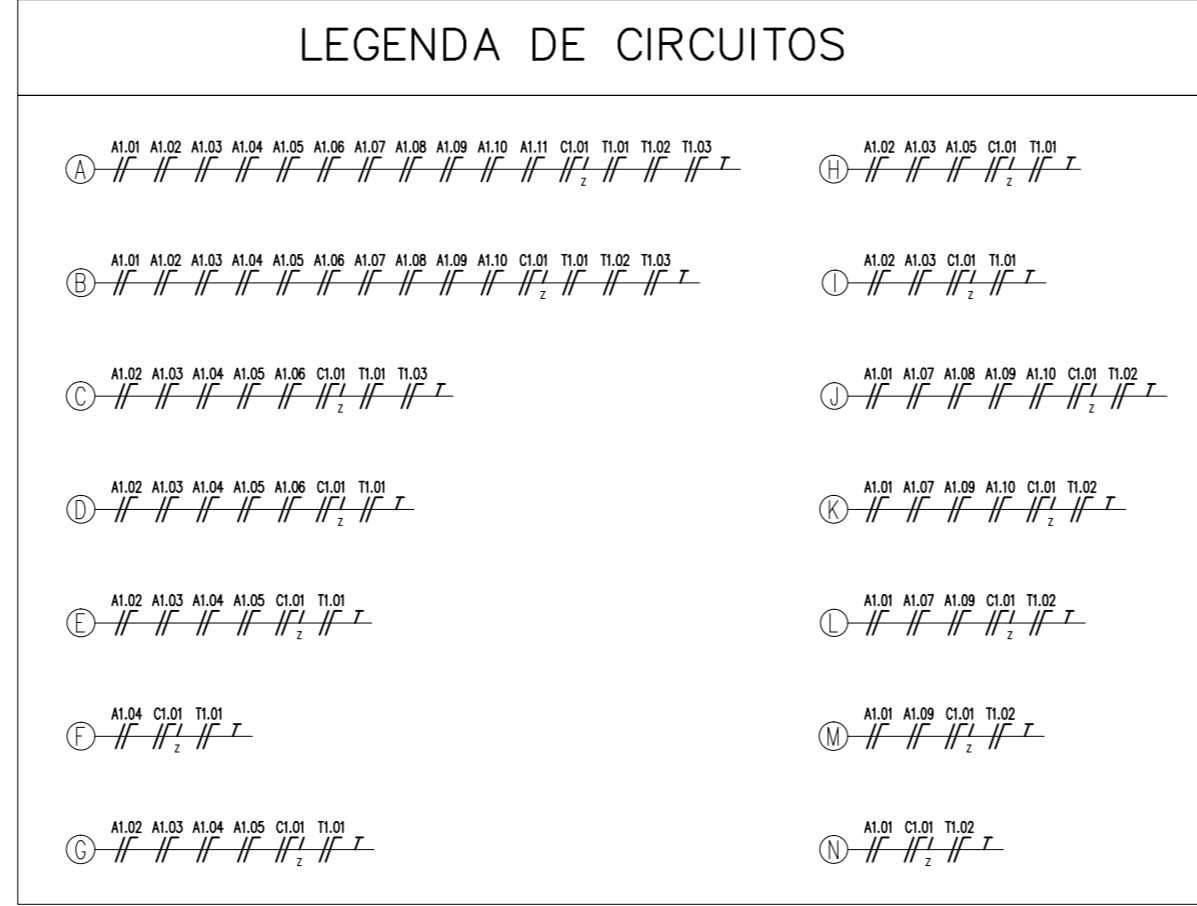 LEGENDA DE CIRCUITOS
A1.01 A1.02 A1.03 A1.04 A1.05 A1.06 A1.07 A1.08 A1.09 A1.10 A1.11 C1.01 T1.01 T1.02 T1.03
A T
z
A1.01 A1.02 A1.03 A1.04 A1.05 A1.06 A1.07 A1.08 A1.09 A1.10 C1.01 T1.01 T1.02 T1.03
B T
z
A1.02 A1.03 A1.04 A1.05 A1.06 C1.01 T1.01 T1.03
C T
z
A1.02 A1.03 A1.04 A1.05 A1.06 C1.01 T1.01
D T
z
A1.02 A1.03 A1.04 A1.05 C1.01 T1.01
E T
z
A1.04 C1.01 T1.01
F T
z
A1.02 A1.03 A1.04 A1.05 C1.01 T1.01
G T
z
A1.02 A1.03 A1.05 C1.01 T1.01
H T
z
A1.02 A1.03 C1.01 T1.01
I T
z
A1.01 A1.07 A1.08 A1.09 A1.10 C1.01 T1.02
J T
z
A1.01 A1.07 A1.09 A1.10 C1.01 T1.02
K T
z
A1.01 A1.07 A1.09 C1.01 T1.02
L T
z
A1.01 A1.09 C1.01 T1.02
M T
z
A1.01 C1.01 T1.02
N T
z